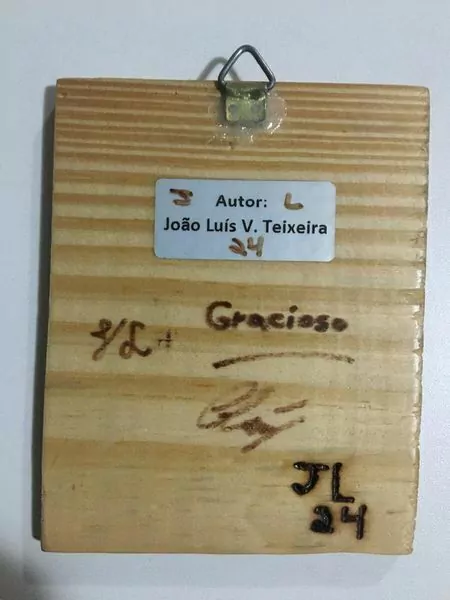 J Autor: L
João Luís V. Teixeira
24
Gracioso
JL
24